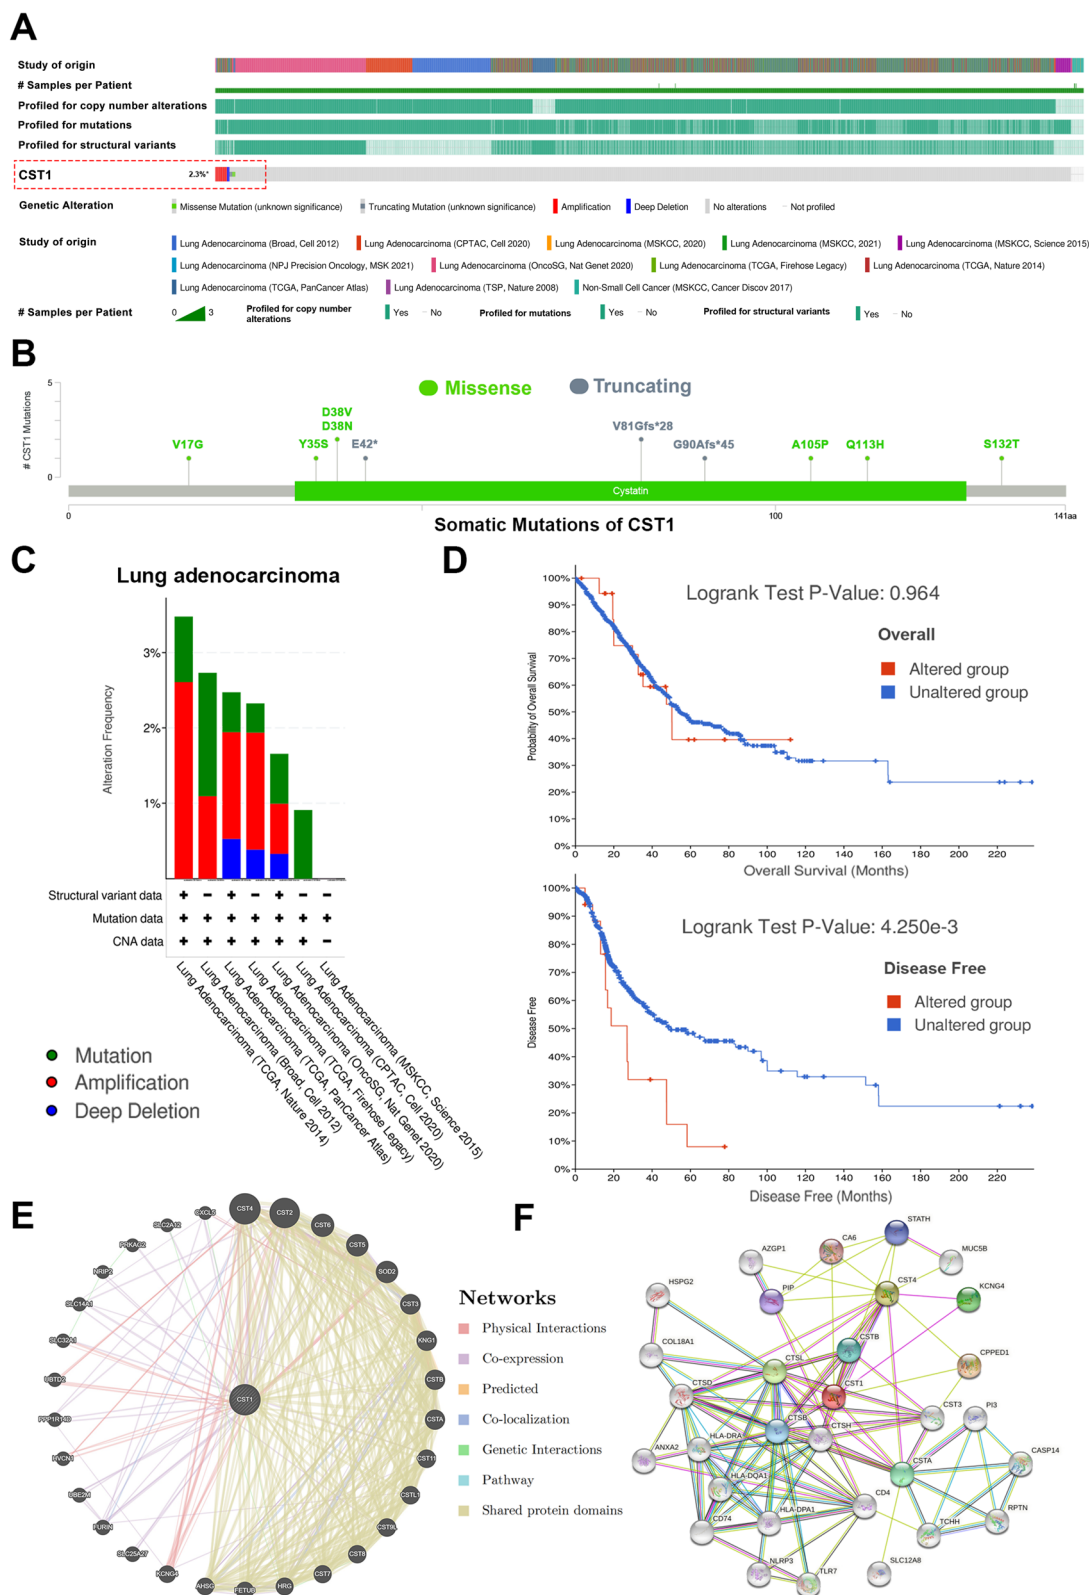 A
Study of origin
# Samples per Patient
Profiled for copy number alterations
Profiled for mutations
Profiled for structural variants
CST1 2.3%*
Genetic Alteration Missense Mutation (unknown significance) Truncating Mutation (unknown significance) Amplification Deep Deletion No alterations Not profiled
Study of origin Lung Adenocarcinoma (Broad, Cell 2012) Lung Adenocarcinoma (CPTAC, Cell 2020) Lung Adenocarcinoma (MSKCC, 2020) Lung Adenocarcinoma (MSKCC, 2021) Lung Adenocarcinoma (MSKCC, Science 2015)
Lung Adenocarcinoma (NPJ Precision Oncology, MSK 2021) Lung Adenocarcinoma (OncoSG, Nat Genet 2020) Lung Adenocarcinoma (TCGA, Firehose Legacy) Lung Adenocarcinoma (TCGA, Nature 2014)
Lung Adenocarcinoma (TCGA, PanCancer Atlas) Lung Adenocarcinoma (TSP, Nature 2008) Non-Small Cell Cancer (MSKCC, Cancer Discov 2017)
# Samples per Patient 0 3 Profiled for copy number alterations Yes No Profiled for mutations Yes No Profiled for structural variants Yes No
B
# CST1 Mutations
5
0
Missense Truncating
D38V
D38N
V17G Y35S E42* V81Gfs*28 G90Afs*45 A105P Q113H S132T
Cystatin
0 100 141aa
Somatic Mutations of CST1
C
Lung adenocarcinoma
Alteration Frequency
3%
2%
1%
Structural variant data + − + − + − −
Mutation data + + + + + + +
CNA data + + + + + + −
Lung Adenocarcinoma (TCGA, Nature 2014)
Lung Adenocarcinoma (Broad, Cell 2012)
Lung Adenocarcinoma (TCGA, PanCancer Atlas)
Lung Adenocarcinoma (TCGA, Firehose Legacy)
Lung Adenocarcinoma (OncoSG, Nat Genet 2020)
Lung Adenocarcinoma (CPTAC, Cell 2020)
Lung Adenocarcinoma (MSKCC, Science 2015)
Mutation
Amplification
Deep Deletion
D
Logrank Test P-Value: 0.964
Overall
Altered group
Unaltered group
Probability of Overall Survival
100%
90%
80%
70%
60%
50%
40%
30%
20%
10%
0%
0 20 40 60 80 100 120 140 160 180 200 220
Overall Survival (Months)
Logrank Test P-Value: 4.250e-3
Disease Free
Altered group
Unaltered group
Disease Free
100%
90%
80%
70%
60%
50%
40%
30%
20%
10%
0%
0 20 40 60 80 100 120 140 160 180 200 220
Disease Free (Months)
E
CST4
CST2
CST6
CST5
SOD2
CST3
KNG1
CSTB
CSTA
CST11
CSTL1
CST9L
CST8
CST7
HRG
FETUB
AHSG
KCNG4
SLC25A37
FURIN
UBE2M
HVCN1
PPP1R14D
UBTD2
SLC32A1
SLC14A1
NRIP2
PRKAG2
SLC2A12
CXCL5
CST1
Networks
Physical Interactions
Co-expression
Predicted
Co-localization
Genetic Interactions
Pathway
Shared protein domains
F
STATH
CA6
AZGP1
MUC5B
HSPG2
PIP
CST4
KCNG4
COL18A1
CSTB
CTSL
CPPED1
CTSD
CST1
CST3
PI3
CTSB
CTSH
ANXA2
HLA-DRA
CSTA
CASP14
HLA-DQA1
CD4
CD74
HLA-DPA1
TCHH
RPTN
NLRP3
TLR7
SLC12A8